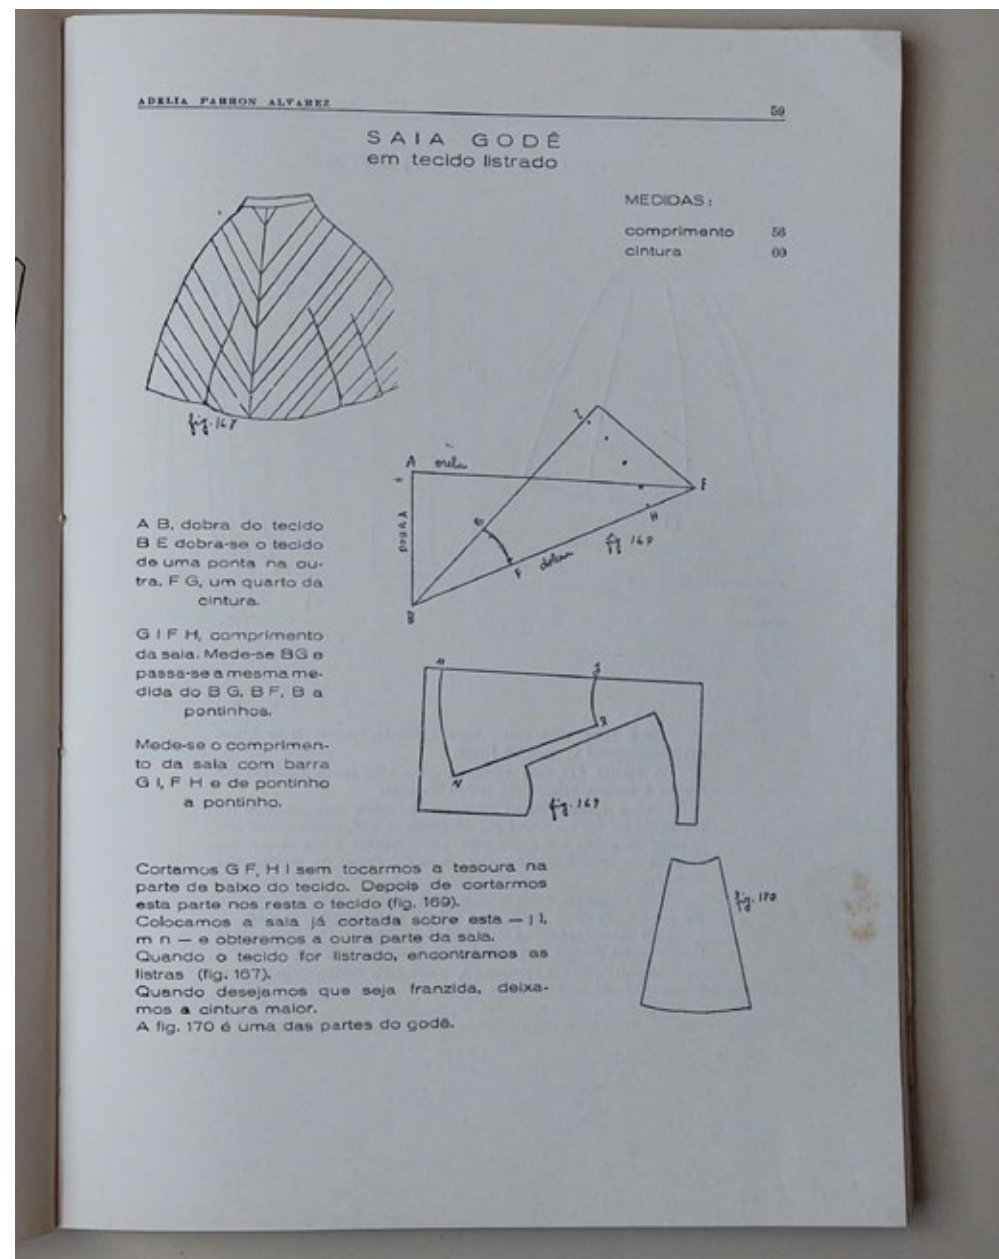 ADELIA PARRON ALVAREZ
59
SAIA GODÊ
em tecido listrado
MEDIDAS:
comprimento 58
cintura 60
fig. 167
A orela
E
I
G
H
F dobra
fig 169
dobra
B
A B, dobra do tecido
B E dobra-se o tecido
de uma ponta na ou-
tra. F G, um quarto da
cintura.
G I F H, comprimento
da saia. Mede-se BG e
passa-se a mesma me-
dida do B G, B F, B a
pontinhos.
Mede-se o comprimen-
to da saia com barra
G I, F H e de pontinho
a pontinho.
M
J
N
fig. 169
Cortamos G F, H I sem tocarmos a tesoura na
parte de baixo do tecido. Depois de cortarmos
esta parte nos resta o tecido (fig. 169).
Colocamos a saia já cortada sobre esta — j l,
m n — e obteremos a outra parte da saia.
Quando o tecido for listrado, encontramos as
listras (fig. 167).
Quando desejamos que seja franzida, deixa-
mos a cintura maior.
A fig. 170 é uma das partes do godê.
fig. 170